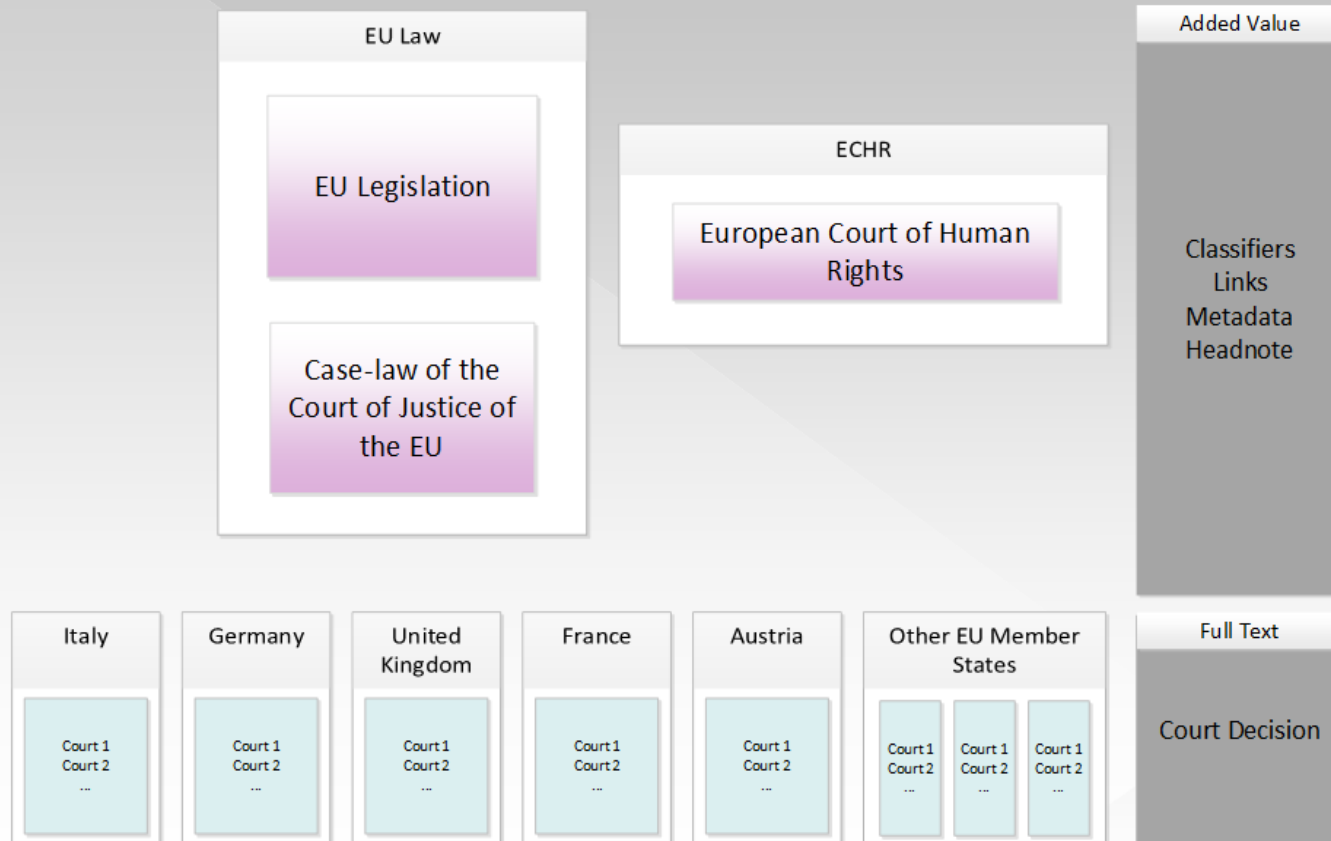 EU Law
EU Legislation
Case-law of the
Court of Justice of
the EU
ECHR
European Court of Human
Rights
Added Value
Classifiers
Links
Metadata
Headnote
Italy
Court 1
Court 2
...
Germany
Court 1
Court 2
...
United
Kingdom
Court 1
Court 2
...
France
Court 1
Court 2
...
Austria
Court 1
Court 2
...
Other EU Member
States
Court 1
Court 2
...
Court 1
Court 2
...
Court 1
Court 2
...
Full Text
Court Decision